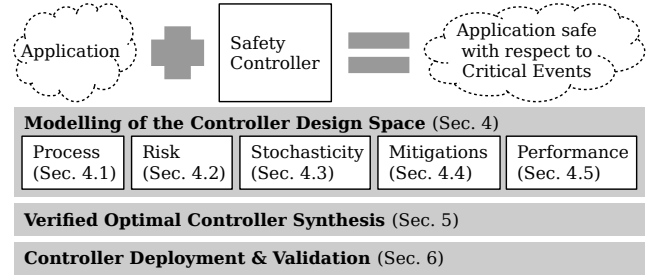 Application
Safety
Controller
Application safe
with respect to
Critical Events
Modelling of the Controller Design Space (Sec. 4)
Process
(Sec. 4.1)
Risk
(Sec. 4.2)
Stochasticity
(Sec. 4.3)
Mitigations
(Sec. 4.4)
Performance
(Sec. 4.5)
Verified Optimal Controller Synthesis (Sec. 5)
Controller Deployment & Validation (Sec. 6)